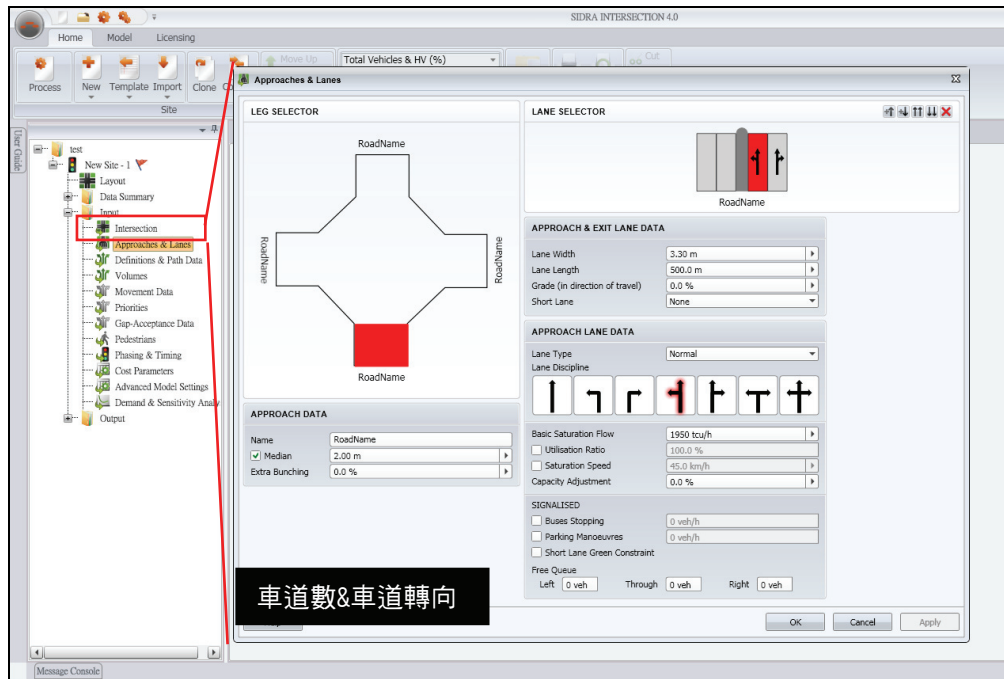 SIDRA INTERSECTION 4.0
Home Model Licensing
Move Up
Total Vehicles & HV (%)
Cut
Process New Template Import Clone
Site
User Guide
test
New Site - 1
Layout
Data Summary
Input
Intersection
Approaches & Lanes
Definitions & Path Data
Volumes
Movement Data
Priorities
Gap-Acceptance Data
Pedestrians
Phasing & Timing
Cost Parameters
Advanced Model Settings
Demand & Sensitivity Analy
Output
Message Console
Approaches & Lanes
LEG SELECTOR
RoadName
RoadName
RoadName
RoadName
APPROACH DATA
Name RoadName
Median 2.00 m
Extra Bunching 0.0 %
LANE SELECTOR
RoadName
APPROACH & EXIT LANE DATA
Lane Width 3.30 m
Lane Length 500.0 m
Grade (in direction of travel) 0.0 %
Short Lane None
APPROACH LANE DATA
Lane Type Normal
Lane Discipline
Basic Saturation Flow 1950 tcu/h
Utilisation Ratio 100.0 %
Saturation Speed 45.0 km/h
Capacity Adjustment 0.0 %
SIGNALISED
Buses Stopping 0 veh/h
Parking Manoeuvres 0 veh/h
Short Lane Green Constraint
Free Queue
Left 0 veh Through 0 veh Right 0 veh
車道數&車道轉向
OK Cancel Apply